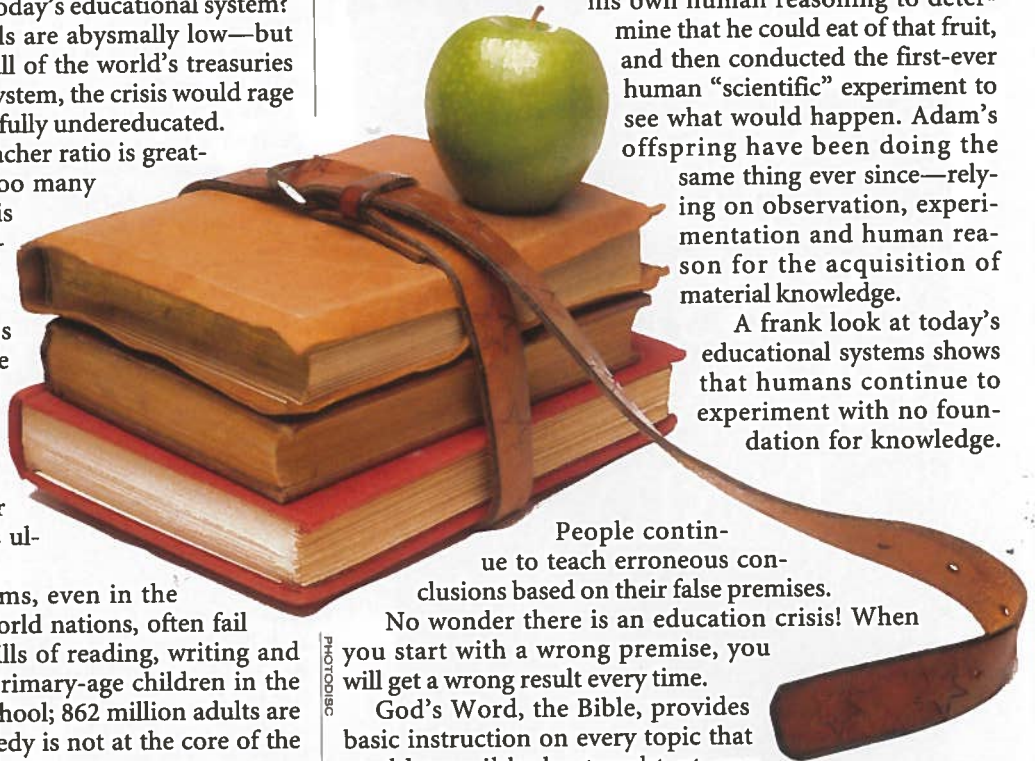 oday's educational system?
ls are abysmally low—but
ll of the world's treasuries
ystem, the crisis would rage
fully undereducated.
acher ratio is great-
oo many
is
-
s
e
r
ul-
ms, even in the
orld nations, often fail
lls of reading, writing and
rimary-age children in the
hool; 862 million adults are
edy is not at the core of the
his own human reasoning to deter-
mine that he could eat of that fruit,
and then conducted the first-ever
human “scientific” experiment to
see what would happen. Adam's
offspring have been doing the
same thing ever since—rely-
ing on observation, experi-
mentation and human rea-
son for the acquisition of
material knowledge.
A frank look at today's
educational systems shows
that humans continue to
experiment with no foun-
dation for knowledge.
People contin-
ue to teach erroneous con-
clusions based on their false premises.
No wonder there is an education crisis! When
you start with a wrong premise, you
will get a wrong result every time.
God's Word, the Bible, provides
basic instruction on every topic that
PHOTODISC